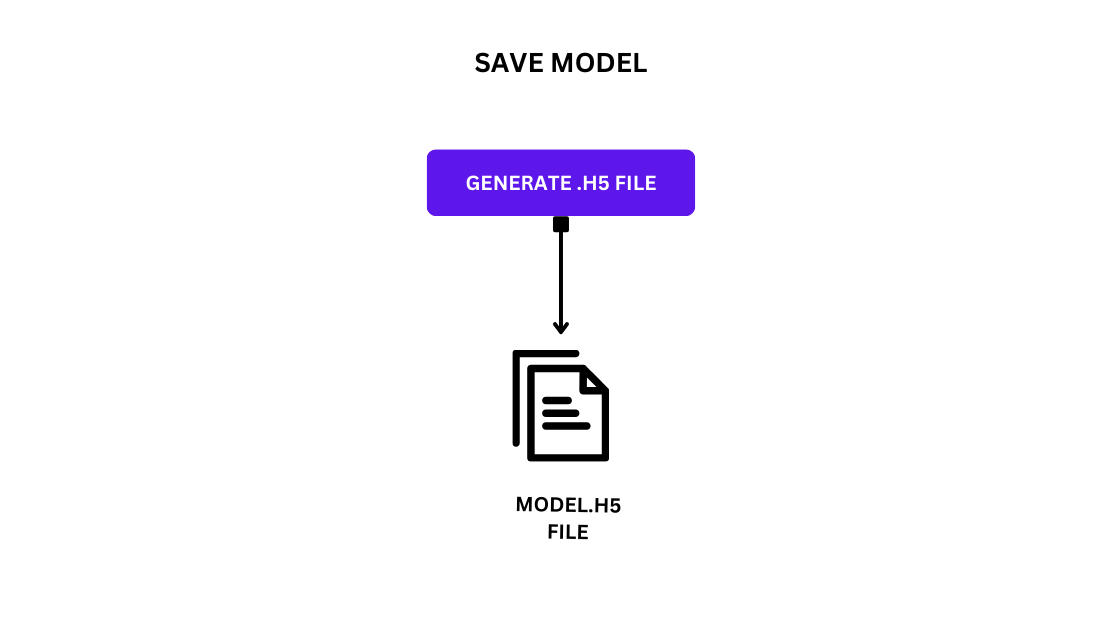 SAVE MODEL
GENERATE .H5 FILE
MODEL.H5
FILE